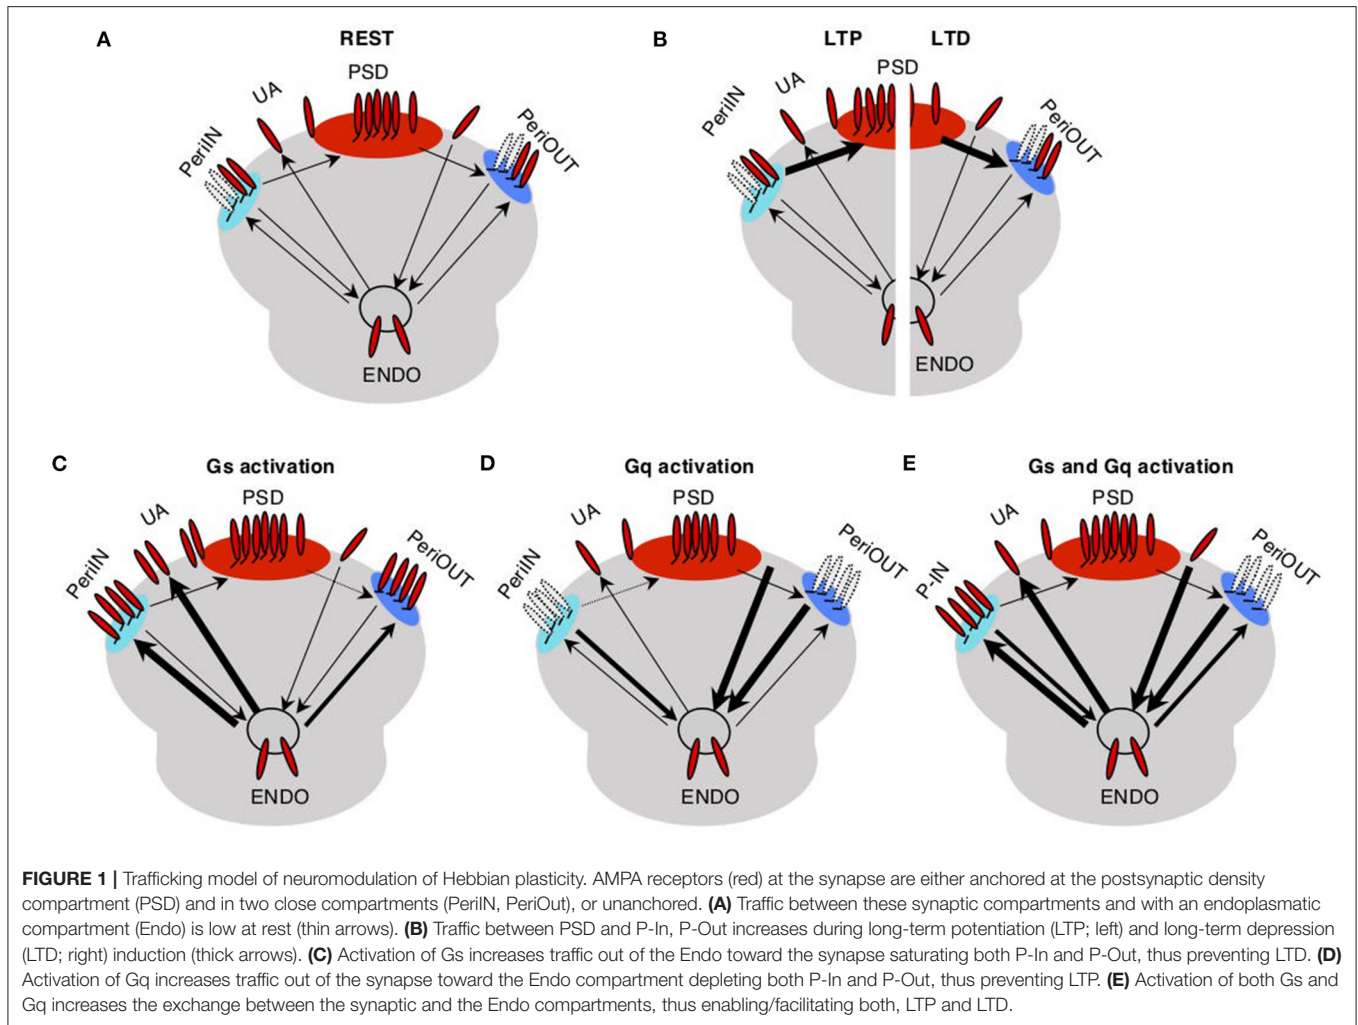 A
REST
PSD
UA
PeriIN
PeriOUT
ENDO
B
LTP
LTD
PSD
UA
PeriIN
PeriOUT
ENDO
C
Gs activation
PSD
UA
PeriIN
PeriOUT
ENDO
D
Gq activation
PSD
UA
PeriIN
PeriOUT
ENDO
E
Gs and Gq activation
PSD
UA
P-IN
PeriOUT
ENDO
FIGURE 1 | Trafficking model of neuromodulation of Hebbian plasticity. AMPA receptors (red) at the synapse are either anchored at the postsynaptic density
compartment (PSD) and in two close compartments (PeriIN, PeriOut), or unanchored. (A) Traffic between these synaptic compartments and with an endoplasmatic
compartment (Endo) is low at rest (thin arrows). (B) Traffic between PSD and P-In, P-Out increases during long-term potentiation (LTP; left) and long-term depression
(LTD; right) induction (thick arrows). (C) Activation of Gs increases traffic out of the Endo toward the synapse saturating both P-In and P-Out, thus preventing LTD. (D)
Activation of Gq increases traffic out of the synapse toward the Endo compartment depleting both P-In and P-Out, thus preventing LTP. (E) Activation of both Gs and
Gq increases the exchange between the synaptic and the Endo compartments, thus enabling/facilitating both, LTP and LTD.